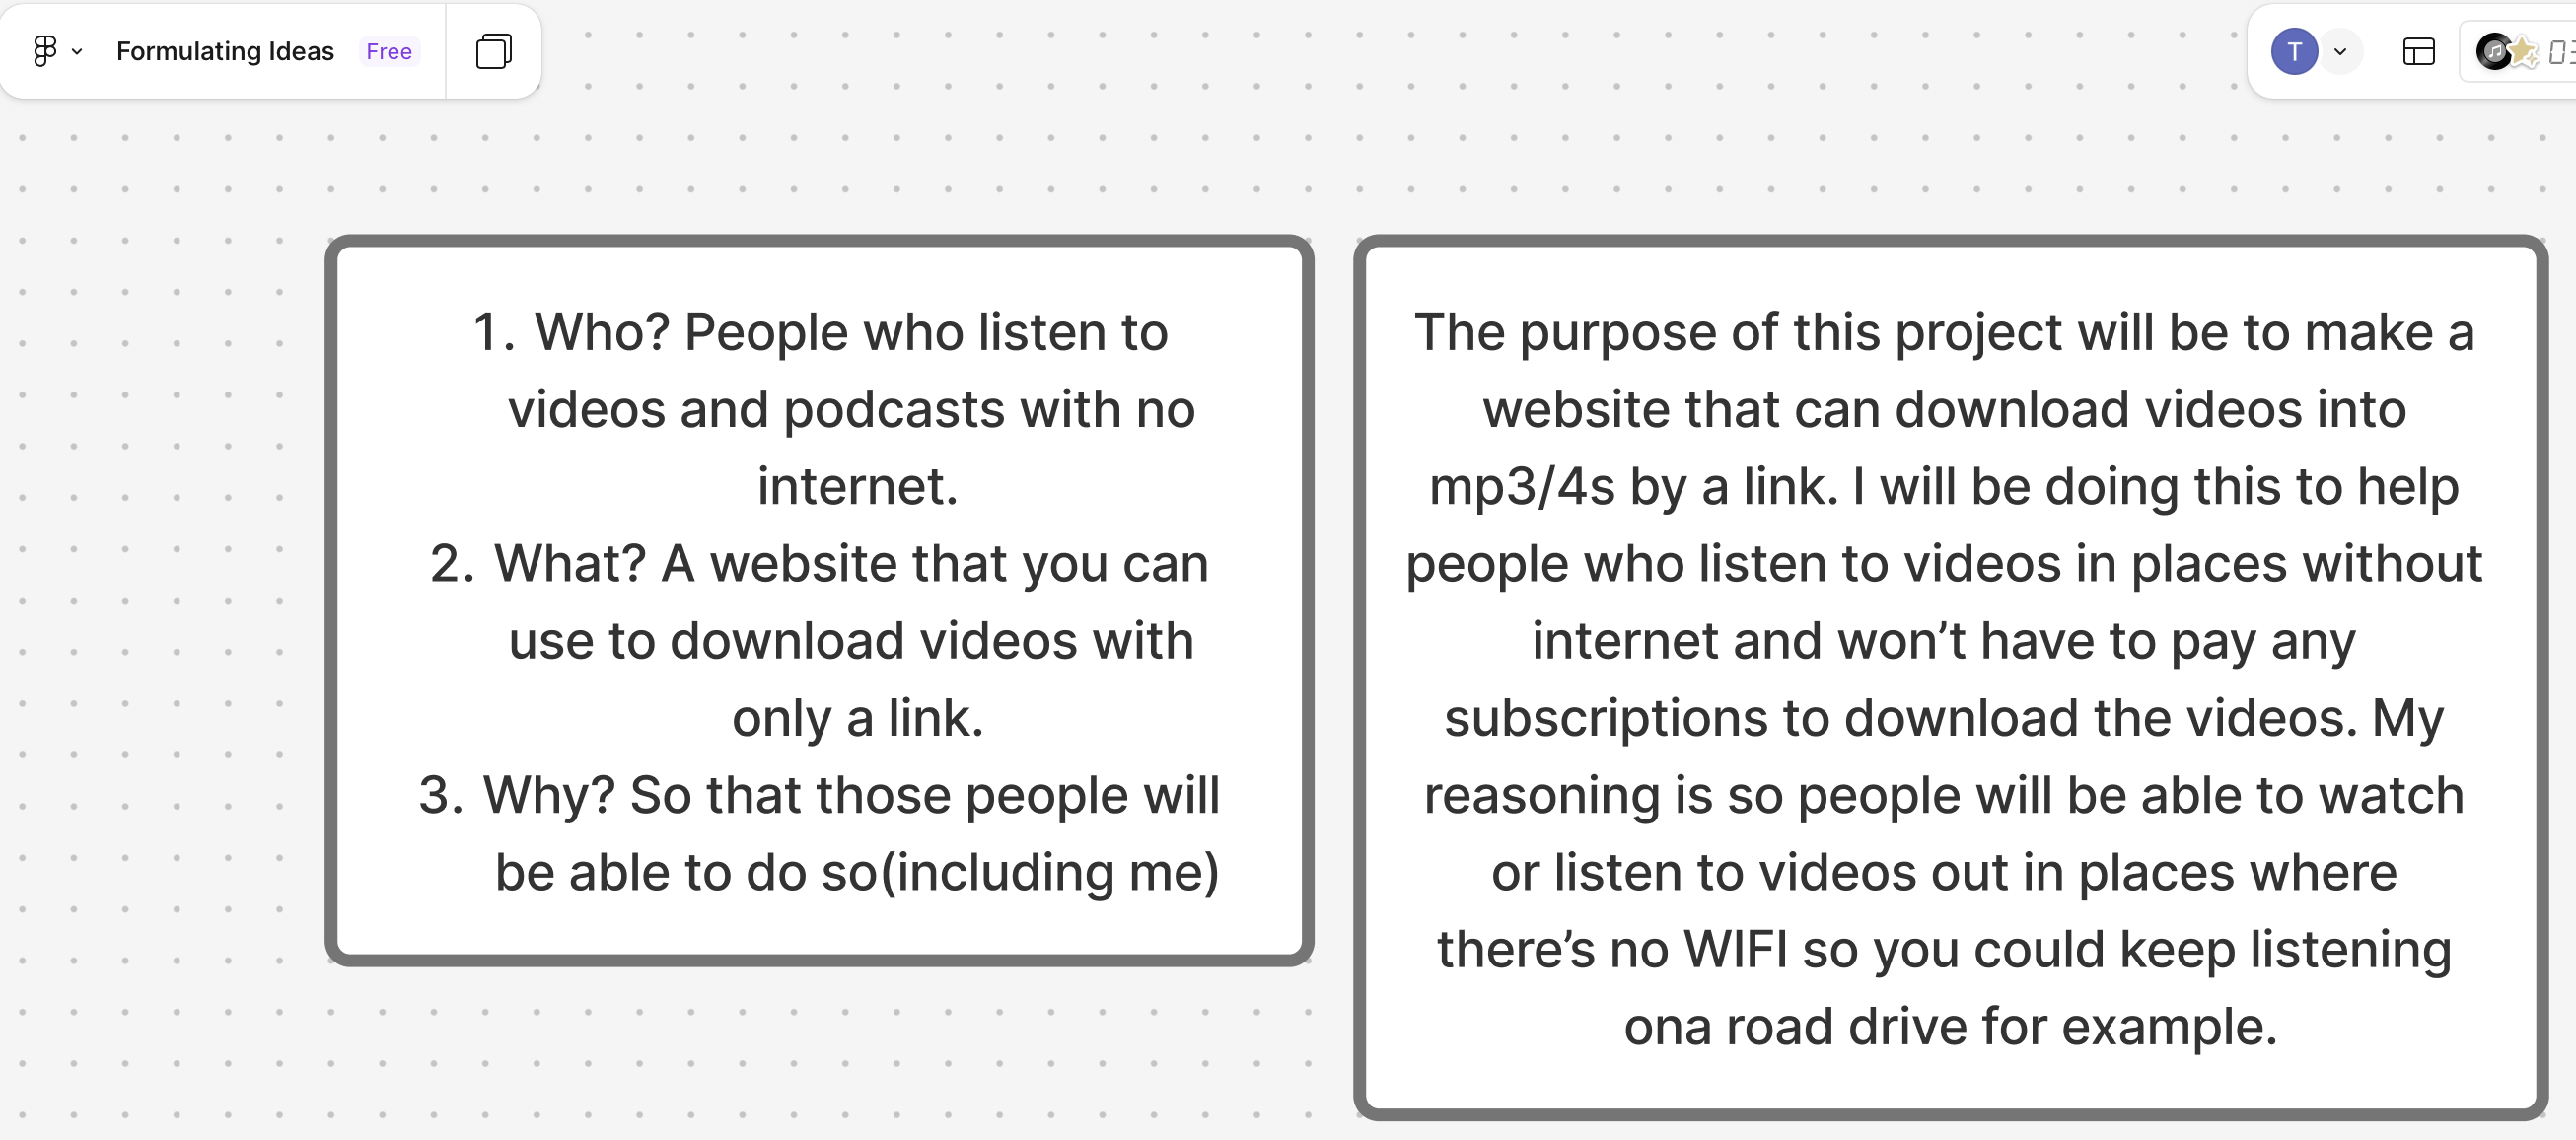 Formulating Ideas Free
T
1. Who? People who listen to
videos and podcasts with no
internet.
2. What? A website that you can
use to download videos with
only a link.
3. Why? So that those people will
be able to do so(including me)
The purpose of this project will be to make a
website that can download videos into
mp3/4s by a link. I will be doing this to help
people who listen to videos in places without
internet and won’t have to pay any
subscriptions to download the videos. My
reasoning is so people will be able to watch
or listen to videos out in places where
there’s no WIFI so you could keep listening
ona road drive for example.